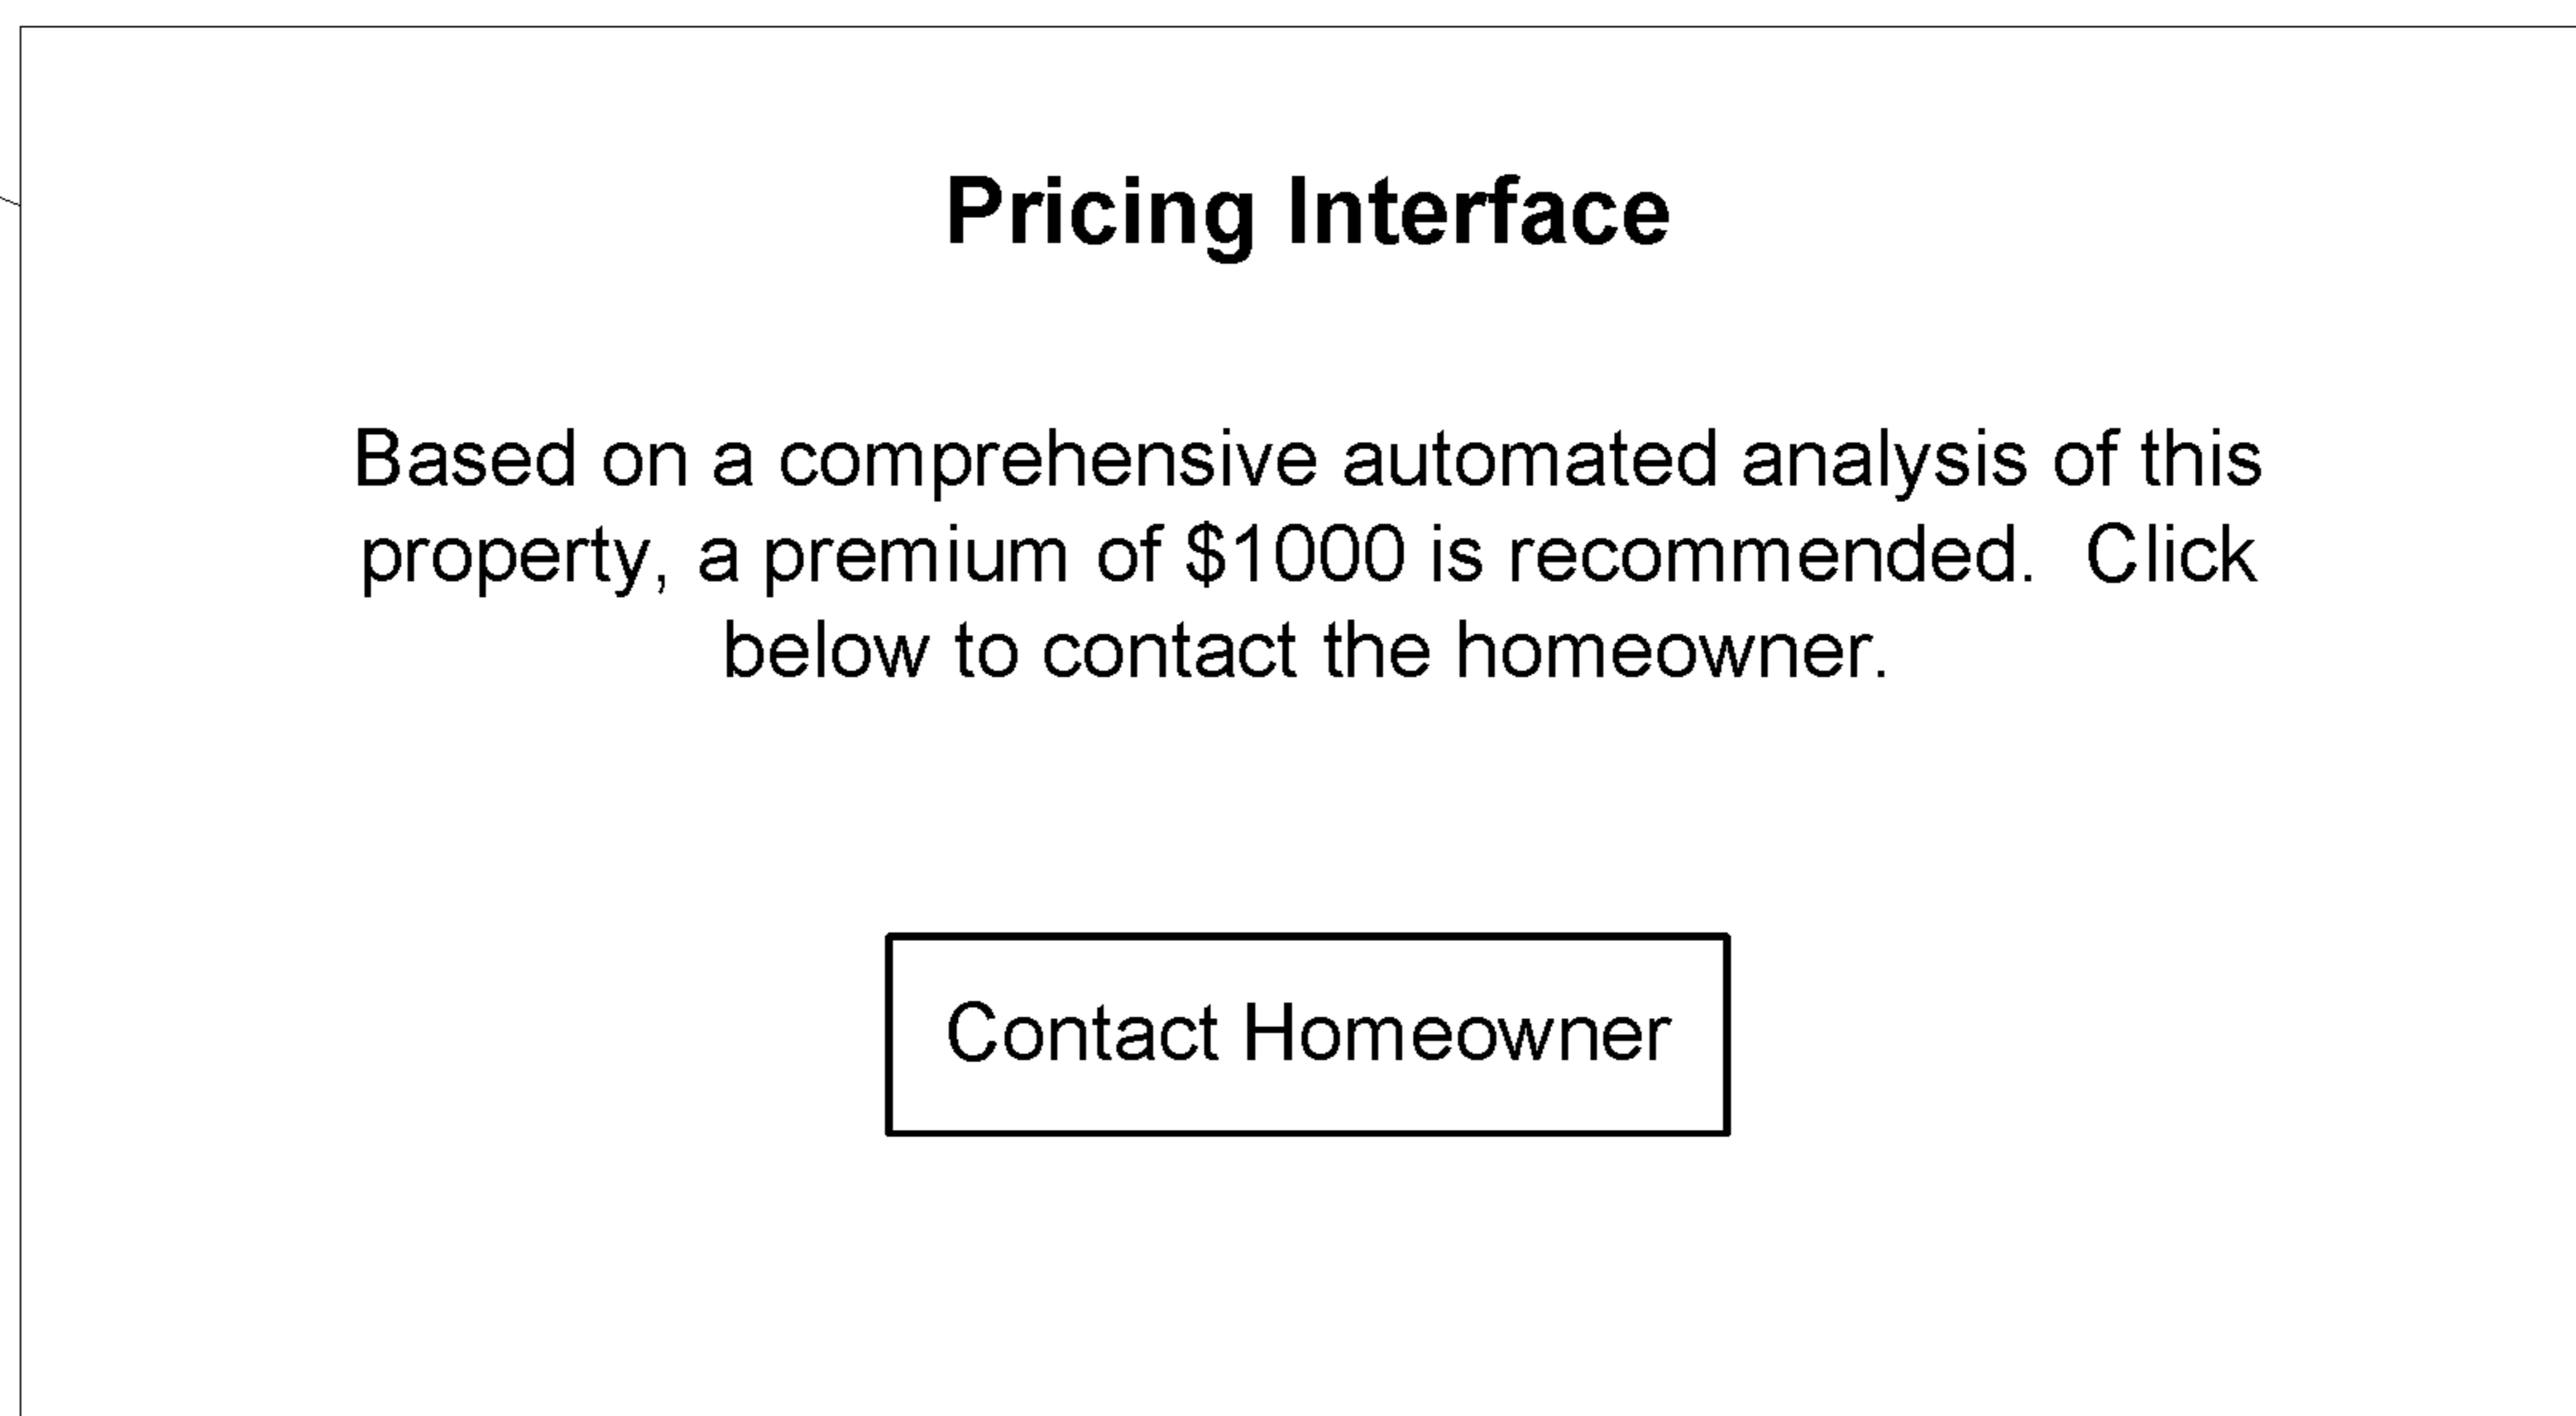 Pricing Interface
Based on a comprehensive automated analysis of this
property, a premium of $1000 is recommended.  Click
below to contact the homeowner.
Contact Homeowner